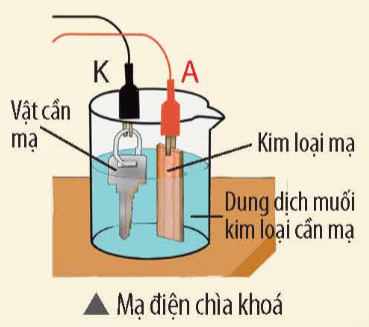 K
A
Vật cần
mạ
Kim loại mạ
Dung dịch muối
kim loại cần mạ
▲ Mạ điện chìa khoá